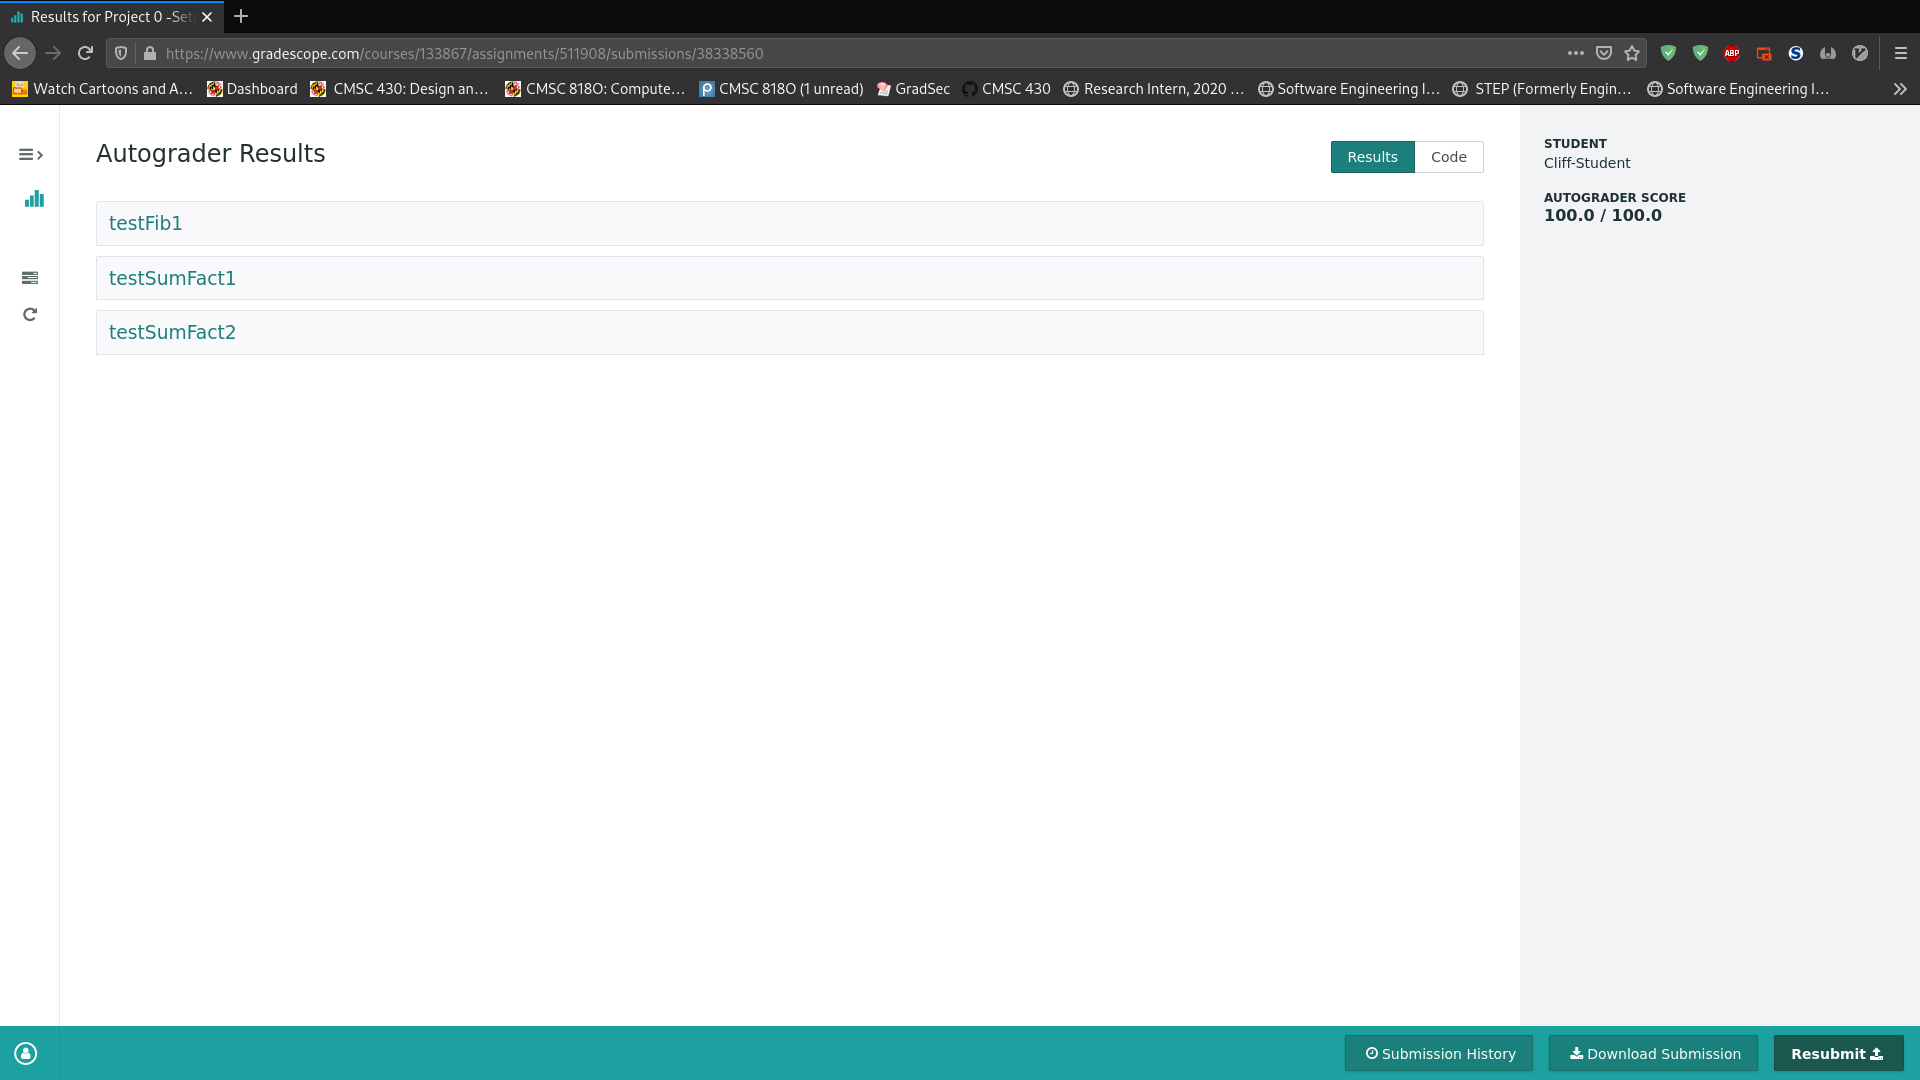 Results for Project 0 -Set
https://www.gradescope.com/courses/133867/assignments/511908/submissions/38338560
ABP
Watch Cartoons and A… Dashboard CMSC 430: Design an… CMSC 818O: Compute… CMSC 818O (1 unread) GradSec CMSC 430 Research Intern, 2020 … Software Engineering I… STEP (Formerly Engin… Software Engineering I…
Autograder Results
Results Code
testFib1
testSumFact1
testSumFact2
STUDENT
Cliff-Student
AUTOGRADER SCORE
100.0 / 100.0
Submission History Download Submission Resubmit